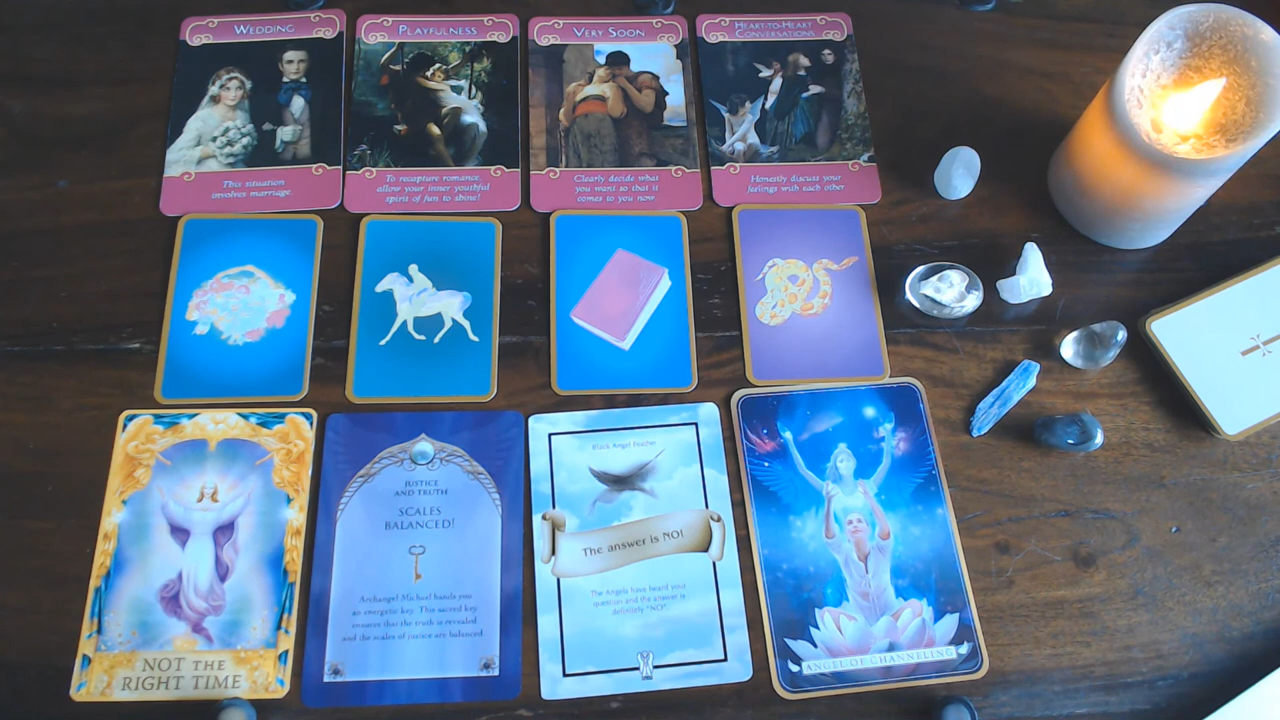 WEDDING
This situation
involves marriage.
PLAYFULNESS
To recapture romance,
allow your inner youthful
spirit of fun to shine!
VERY SOON
Clearly decide what
you want so that it
comes to you now.
HEART-TO-HEART
CONVERSATIONS
Honestly discuss your
feelings with each other
NOT THE
RIGHT TIME
JUSTICE
AND TRUTH
SCALES
BALANCED!
Archangel Michael hands you
an energetic key. This sacred key
ensures that the truth is revealed
and the scales of justice are balanced.
Black Angel Feather
The answer is NO!
The Angels have heard your
question and the answer is
definitely "NO".
ANGEL OF CHANNELING